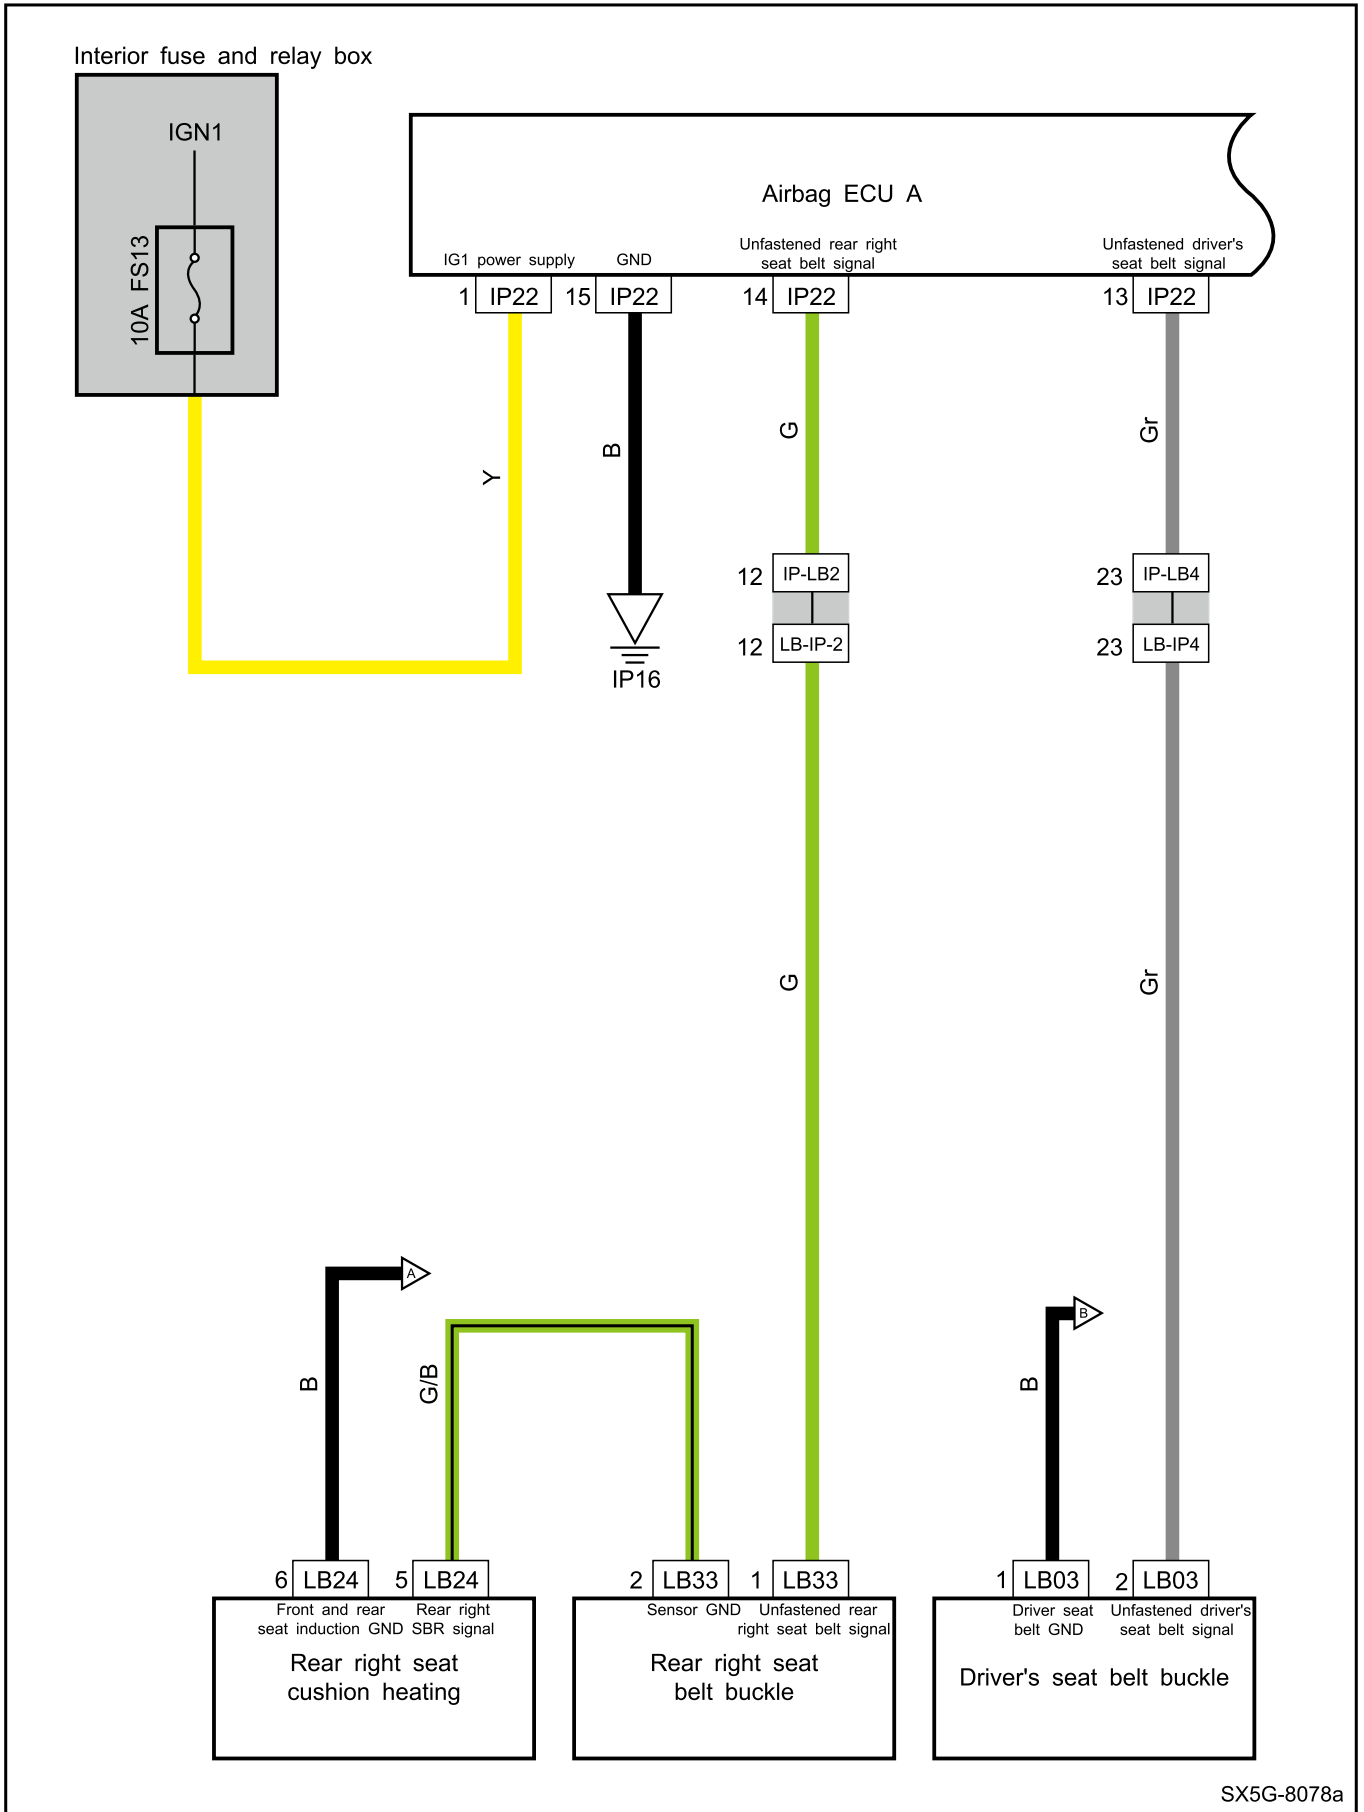 Interior fuse and relay box
IGN1
10A FS13
Airbag ECU A
IG1 power supply
GND
Unfastened rear right
seat belt signal
Unfastened driver's
seat belt signal
1 IP22
15 IP22
14 IP22
13 IP22
Y
B
G
Gr
12 IP-LB2
23 IP-LB4
12 LB-IP-2
23 LB-IP4
IP16
G
Gr
A
B
B
G/B
B
6 LB24
5 LB24
2 LB33
1 LB33
1 LB03
2 LB03
Front and rear
seat induction GND
Rear right
SBR signal
Sensor GND
Unfastened rear
right seat belt signal
Driver seat
belt GND
Unfastened driver's
seat belt signal
Rear right seat
cushion heating
Rear right seat
belt buckle
Driver's seat belt buckle
SX5G-8078a